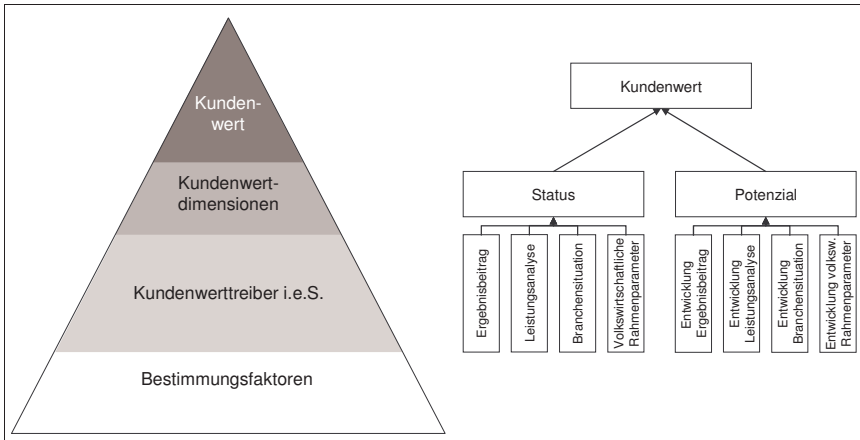 Kunden-
wert
Kundenwert-
dimensionen
Kundenwerttreiber i.e.S.
Bestimmungsfaktoren
Kundenwert
Status
Potenzial
Ergebnisbeitrag
Leistungsanalyse
Branchensituation
Volkswirtschaftliche
Rahmenparameter
Entwicklung
Ergebnisbeitrag
Entwicklung
Leistungsanalyse
Entwicklung
Branchensituation
Entwicklung volksw.
Rahmenparameter